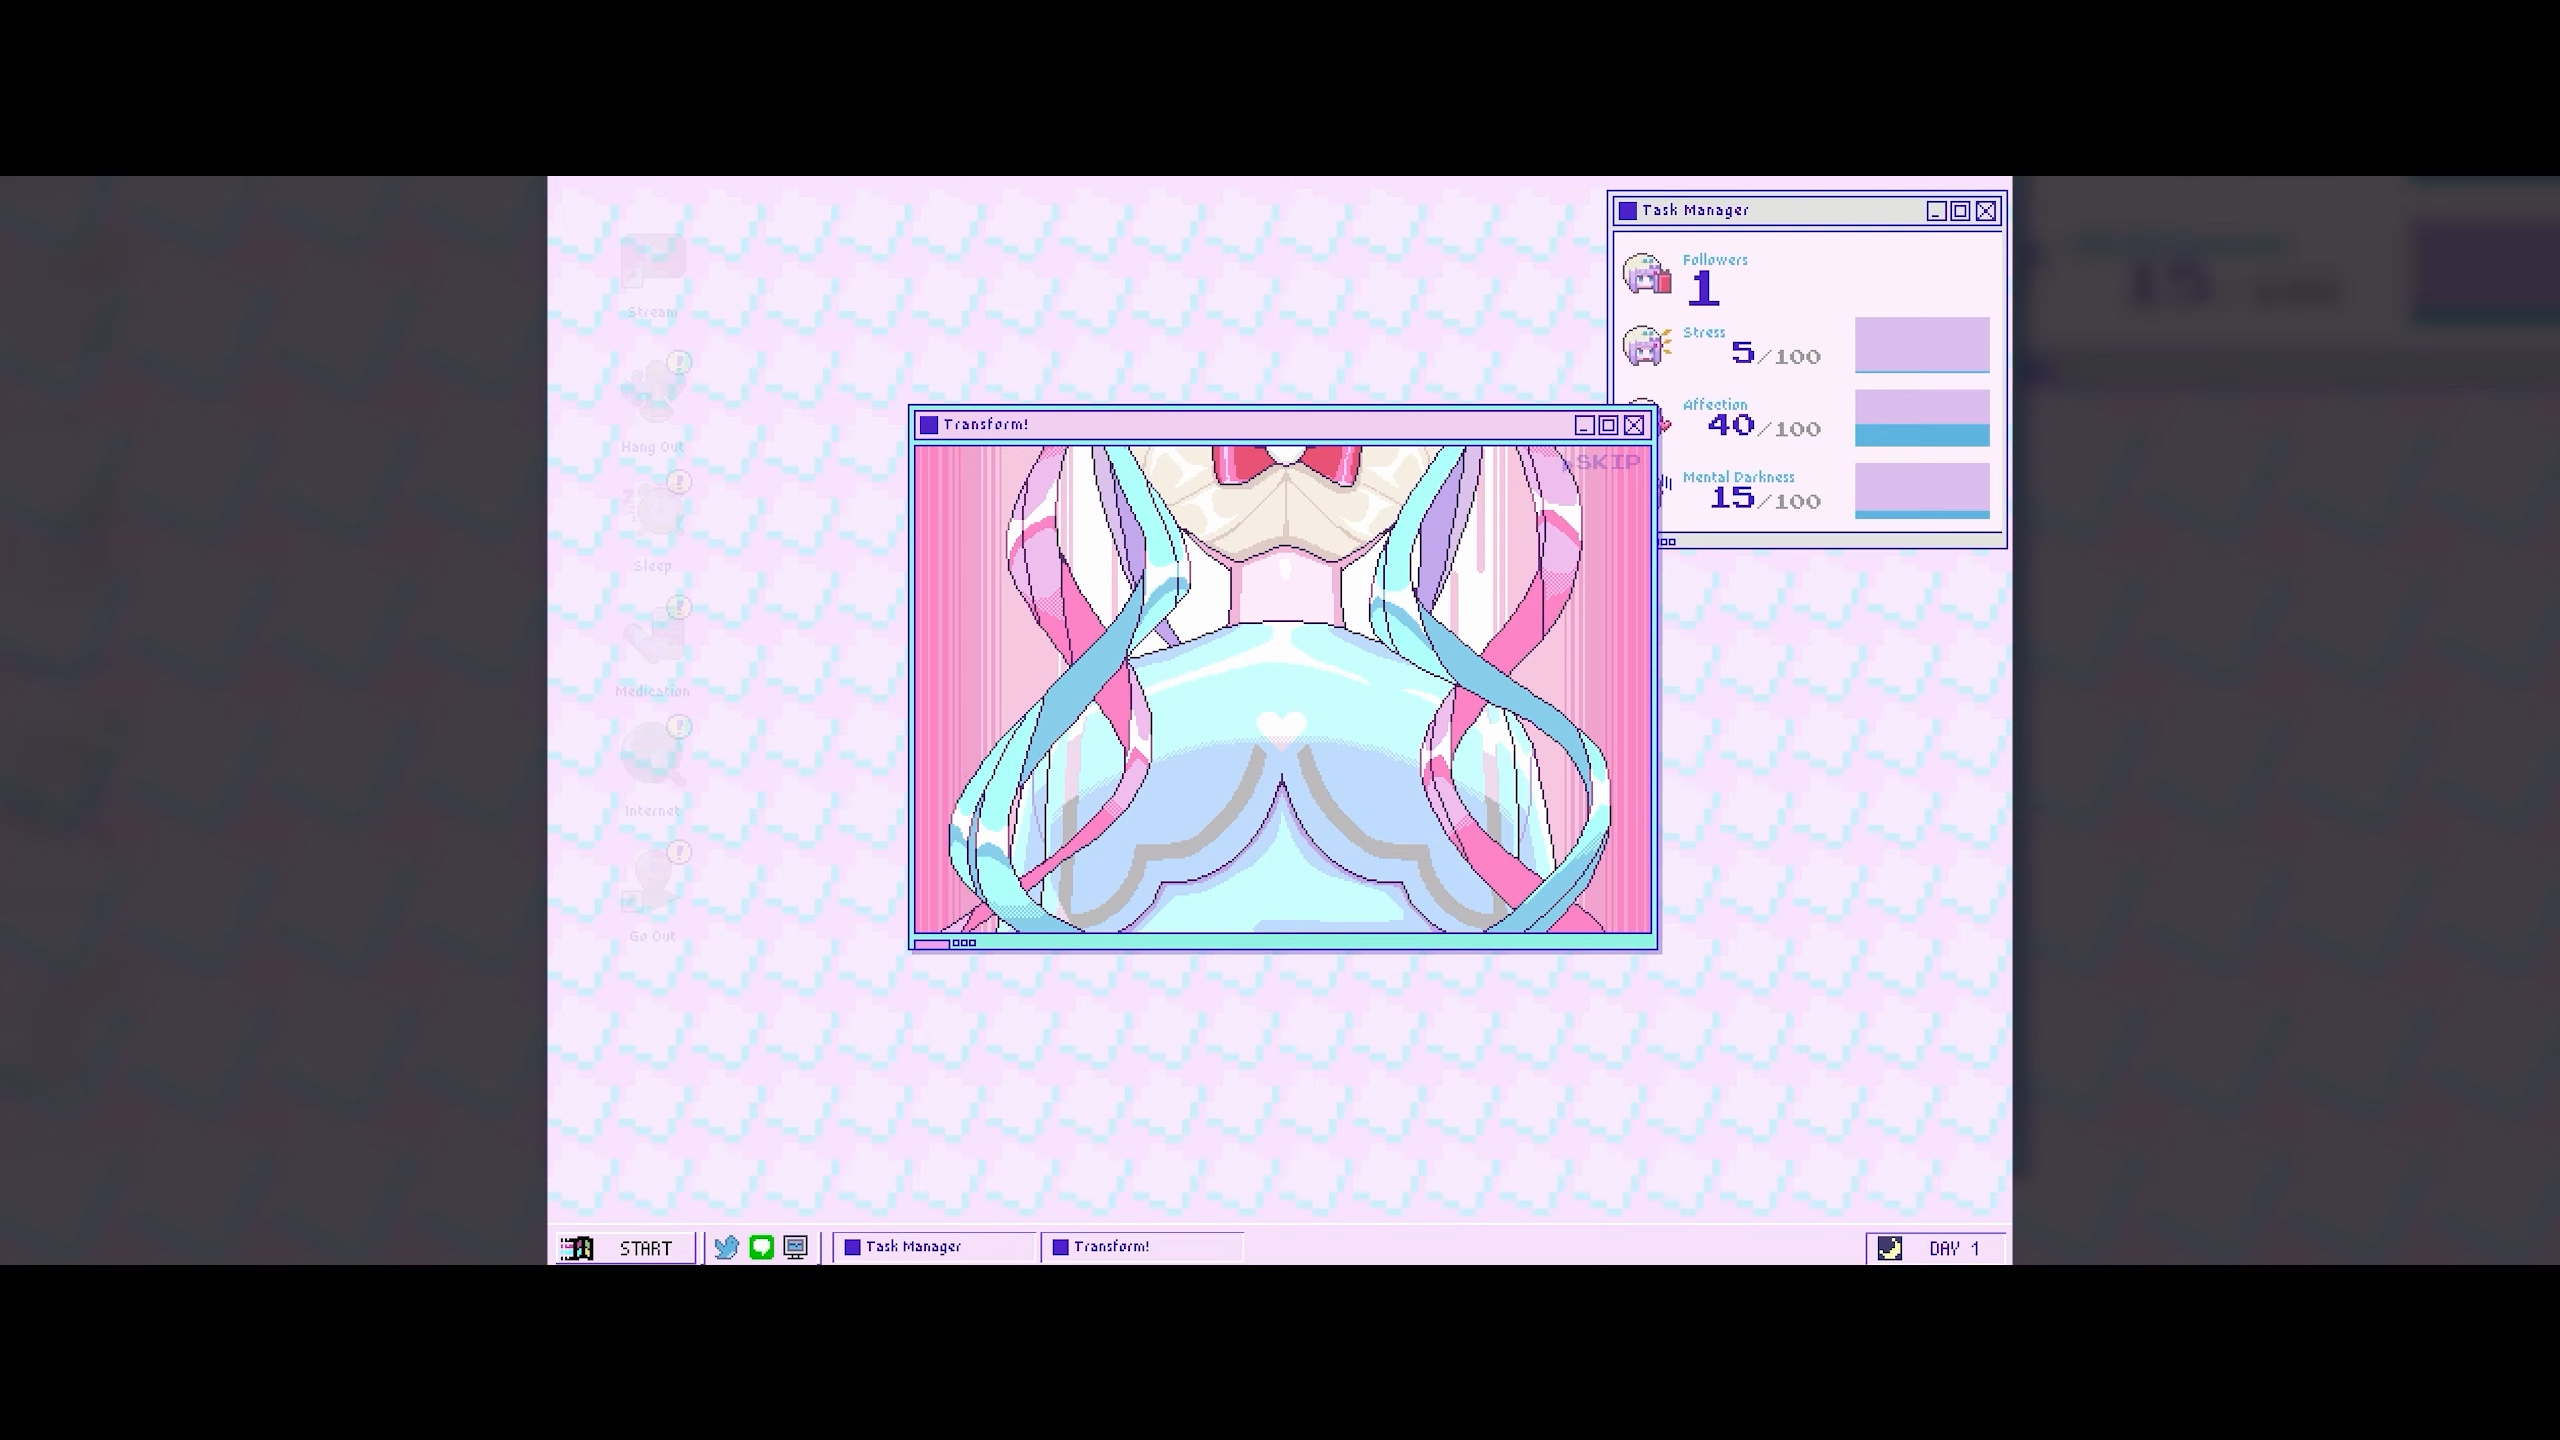 Task Manager
Followers
1
Stress
5/100
Affection
40/100
Mental Darkness
15/100
Stream
Hang Out
Sleep
Medication
Internet
Go Out
Transform!
SKIP
START
Task Manager
Transform!
DAY 1